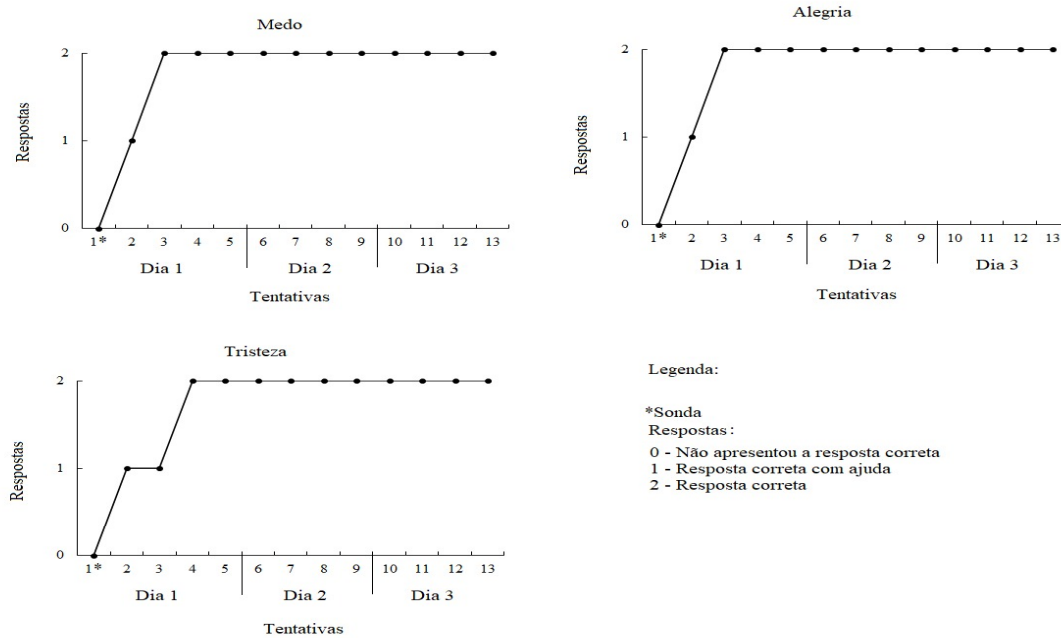 Medo
Respostas
2
1
0
1* 2 3 4 5 6 7 8 9 10 11 12 13
Dia 1 Dia 2 Dia 3
Tentativas
Alegria
Respostas
2
1
0
1* 2 3 4 5 6 7 8 9 10 11 12 13
Dia 1 Dia 2 Dia 3
Tentativas
Tristeza
Respostas
2
1
0
1* 2 3 4 5 6 7 8 9 10 11 12 13
Dia 1 Dia 2 Dia 3
Tentativas
Legenda:
*Sonda
Respostas:
0 - Não apresentou a resposta correta
1 - Resposta correta com ajuda
2 - Resposta correta